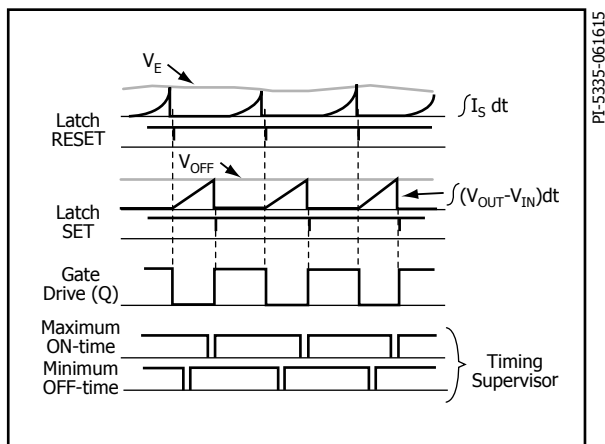 V_E
∫I_S dt
Latch
RESET
V_OFF
∫(V_OUT-V_IN)dt
Latch
SET
Gate
Drive (Q)
Maximum
ON-time
Minimum
OFF-time
Timing
Supervisor
PI-5335-061615